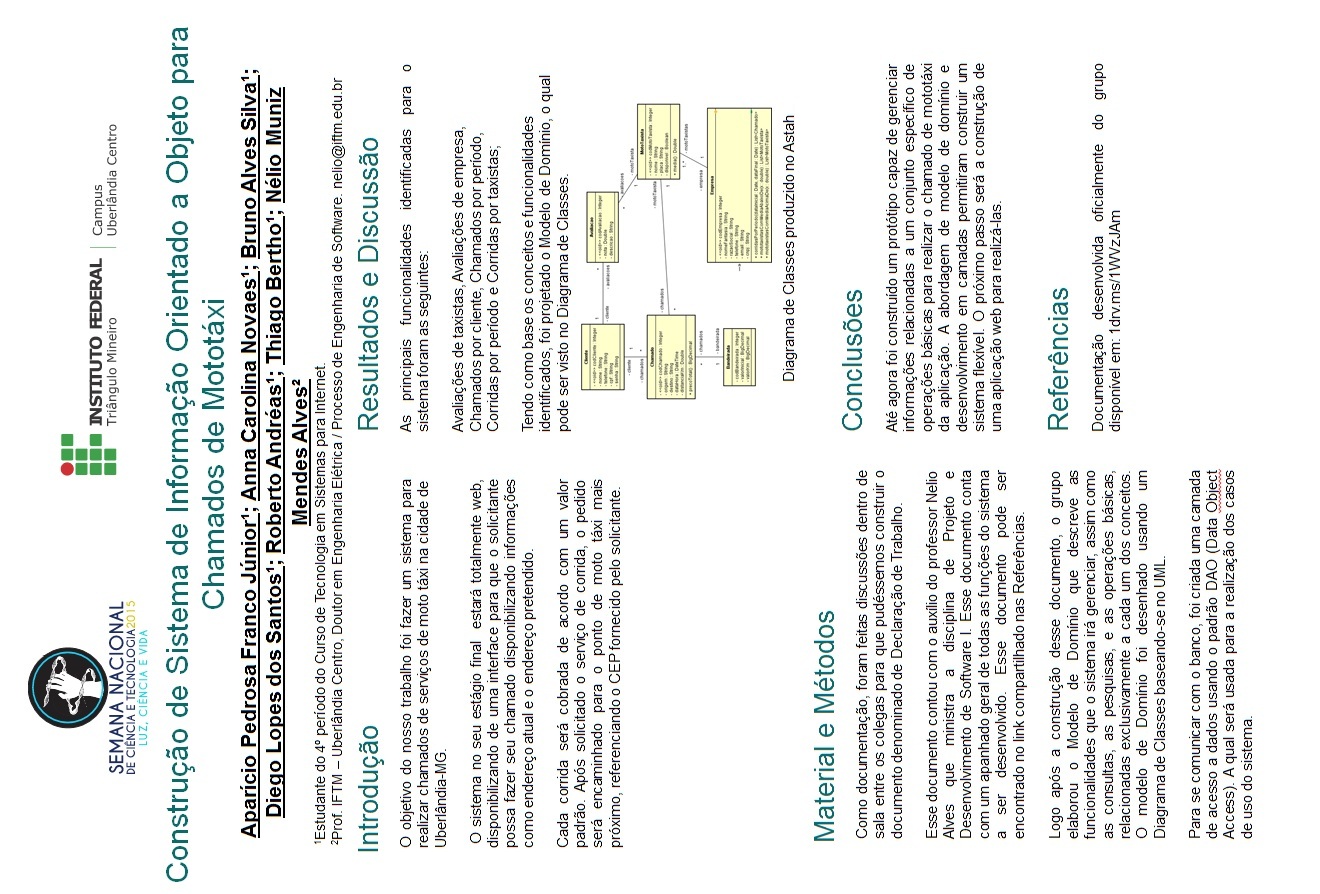 SEMANA NACIONAL
DE CIÊNCIA E TECNOLOGIA2015
LUZ, CIÊNCIA E VIDA
INSTITUTO FEDERAL
Triângulo Mineiro
Campus
Uberlândia Centro
Construção de Sistema de Informação Orientado a Objeto para
Chamados de Mototáxi
Aparício Pedrosa Franco Júnior¹; Anna Carolina Novaes¹; Bruno Alves Silva¹;
Diego Lopes dos Santos¹; Roberto Andréas¹; Thiago Bertho¹; Nélio Muniz
Mendes Alves²
¹Estudante do 4º período do Curso de Tecnologia em Sistemas para Internet.
²Prof. IFTM – Uberlândia Centro, Doutor em Engenharia Elétrica / Processo de Engenharia de Software. nelio@iftm.edu.br
Introdução
O objetivo do nosso trabalho foi fazer um sistema para
realizar chamados de serviços de moto táxi na cidade de
Uberlândia-MG.
O sistema no seu estágio final estará totalmente web,
disponibilizando de uma interface para que o solicitante
possa fazer seu chamado disponibilizando informações
como endereço atual e o endereço pretendido.
Cada corrida será cobrada de acordo com um valor
padrão. Após solicitado o serviço de corrida, o pedido
será encaminhado para o ponto de moto táxi mais
próximo, referenciando o CEP fornecido pelo solicitante.
Material e Métodos
Como documentação, foram feitas discussões dentro de
sala entre os colegas para que pudéssemos construir o
documento denominado de Declaração de Trabalho.
Esse documento contou com o auxílio do professor Nelio
Alves que ministra a disciplina de Projeto e
Desenvolvimento de Software I. Esse documento conta
com um apanhado geral de todas as funções do sistema
a ser desenvolvido. Esse documento pode ser
encontrado no link compartilhado nas Referências.
Logo após a construção desse documento, o grupo
elaborou o Modelo de Domínio que descreve as
funcionalidades que o sistema irá gerenciar, assim como
as consultas, as pesquisas, e as operações básicas,
relacionadas exclusivamente a cada um dos conceitos.
O modelo de Domínio foi desenhado usando um
Diagrama de Classes baseando-se no UML.
Para se comunicar com o banco, foi criada uma camada
de acesso a dados usando o padrão DAO (Data Object
Access). A qual será usada para a realização dos casos
de uso do sistema.
Resultados e Discussão
As principais funcionalidades identificadas para o
sistema foram as seguintes:
Avaliações de taxistas, Avaliações de empresa,
Chamados por cliente, Chamados por período,
Corridas por período e Corridas por taxistas;
Tendo como base os conceitos e funcionalidades
identificados, foi projetado o Modelo de Domínio, o qual
pode ser visto no Diagrama de Classes.
Cliente
Avaliacao
MotoTaxista
Chamado
Bandeirada
Empresa
Diagrama de Classes produzido no Astah
Conclusões
Até agora foi construído um protótipo capaz de gerenciar
informações relacionadas a um conjunto específico de
operações básicas para realizar o chamado de mototáxi
da aplicação. A abordagem de modelo de domínio e
desenvolvimento em camadas permitiram construir um
sistema flexível. O próximo passo será a construção de
uma aplicação web para realizá-las.
Referências
Documentação desenvolvida oficialmente do grupo
disponível em: 1drv.ms/1WVzJAm